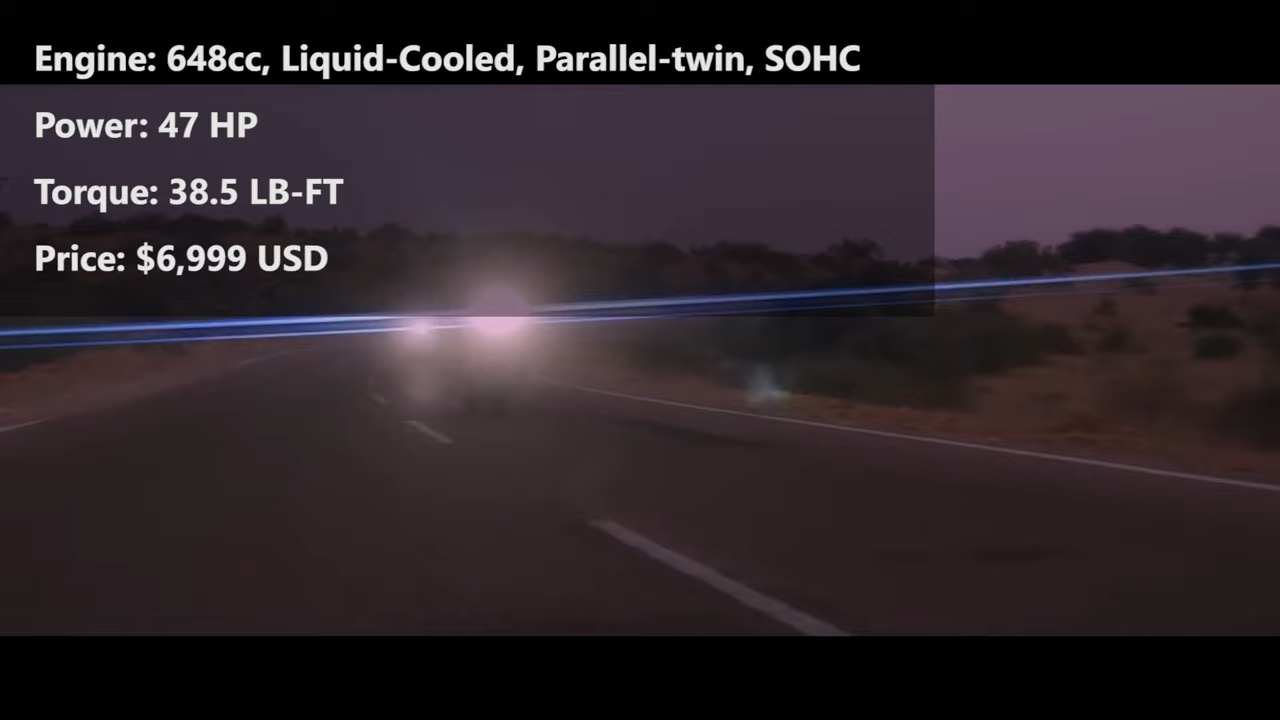 Engine: 648cc, Liquid-Cooled, Parallel-twin, SOHC
Power: 47 HP
Torque: 38.5 LB-FT
Price: $6,999 USD